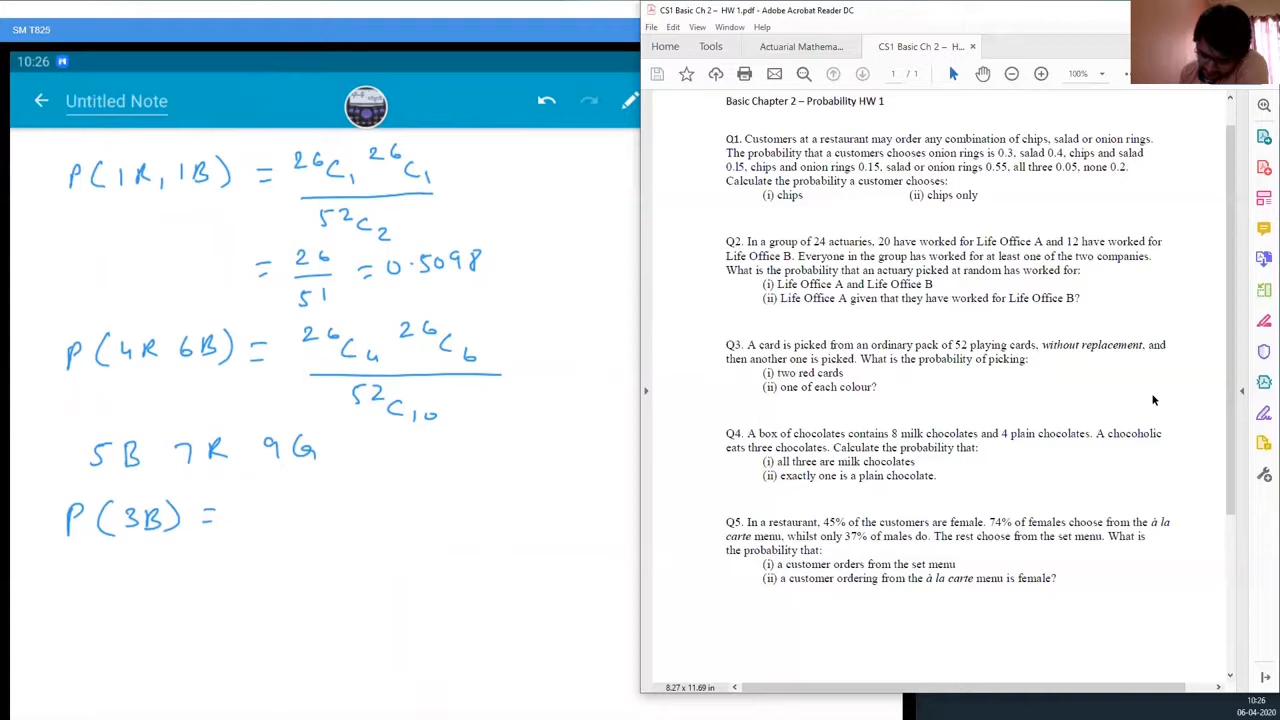 SM T825
10:26
Untitled Note
P(1R, 1B) = ²⁶C₁ ²⁶C₁
⁵²C₂
= 26
51
= 0.5098
P(4R 6B) = ²⁶C₄ ²⁶C₆
⁵²C₁₀
5B 7R 9G
P(3B) =
CS1 Basic Ch 2 - HW 1.pdf - Adobe Acrobat Reader DC
File Edit View Window Help
Home Tools Actuarial Mathema... CS1 Basic Ch 2 – H... ×
1 / 1 100%
Basic Chapter 2 – Probability HW 1
Q1. Customers at a restaurant may order any combination of chips, salad or onion rings.
The probability that a customers chooses onion rings is 0.3, salad 0.4, chips and salad
0.15, chips and onion rings 0.15, salad or onion rings 0.55, all three 0.05, none 0.2.
Calculate the probability a customer chooses:
(i) chips (ii) chips only
Q2. In a group of 24 actuaries, 20 have worked for Life Office A and 12 have worked for
Life Office B. Everyone in the group has worked for at least one of the two companies.
What is the probability that an actuary picked at random has worked for:
(i) Life Office A and Life Office B
(ii) Life Office A given that they have worked for Life Office B?
Q3. A card is picked from an ordinary pack of 52 playing cards, without replacement, and
then another one is picked. What is the probability of picking:
(i) two red cards
(ii) one of each colour?
Q4. A box of chocolates contains 8 milk chocolates and 4 plain chocolates. A chocoholic
eats three chocolates. Calculate the probability that:
(i) all three are milk chocolates
(ii) exactly one is a plain chocolate.
Q5. In a restaurant, 45% of the customers are female. 74% of females choose from the à la
carte menu, whilst only 37% of males do. The rest choose from the set menu. What is
the probability that:
(i) a customer orders from the set menu
(ii) a customer ordering from the à la carte menu is female?
8.27 x 11.69 in
10:26
06-04-2020